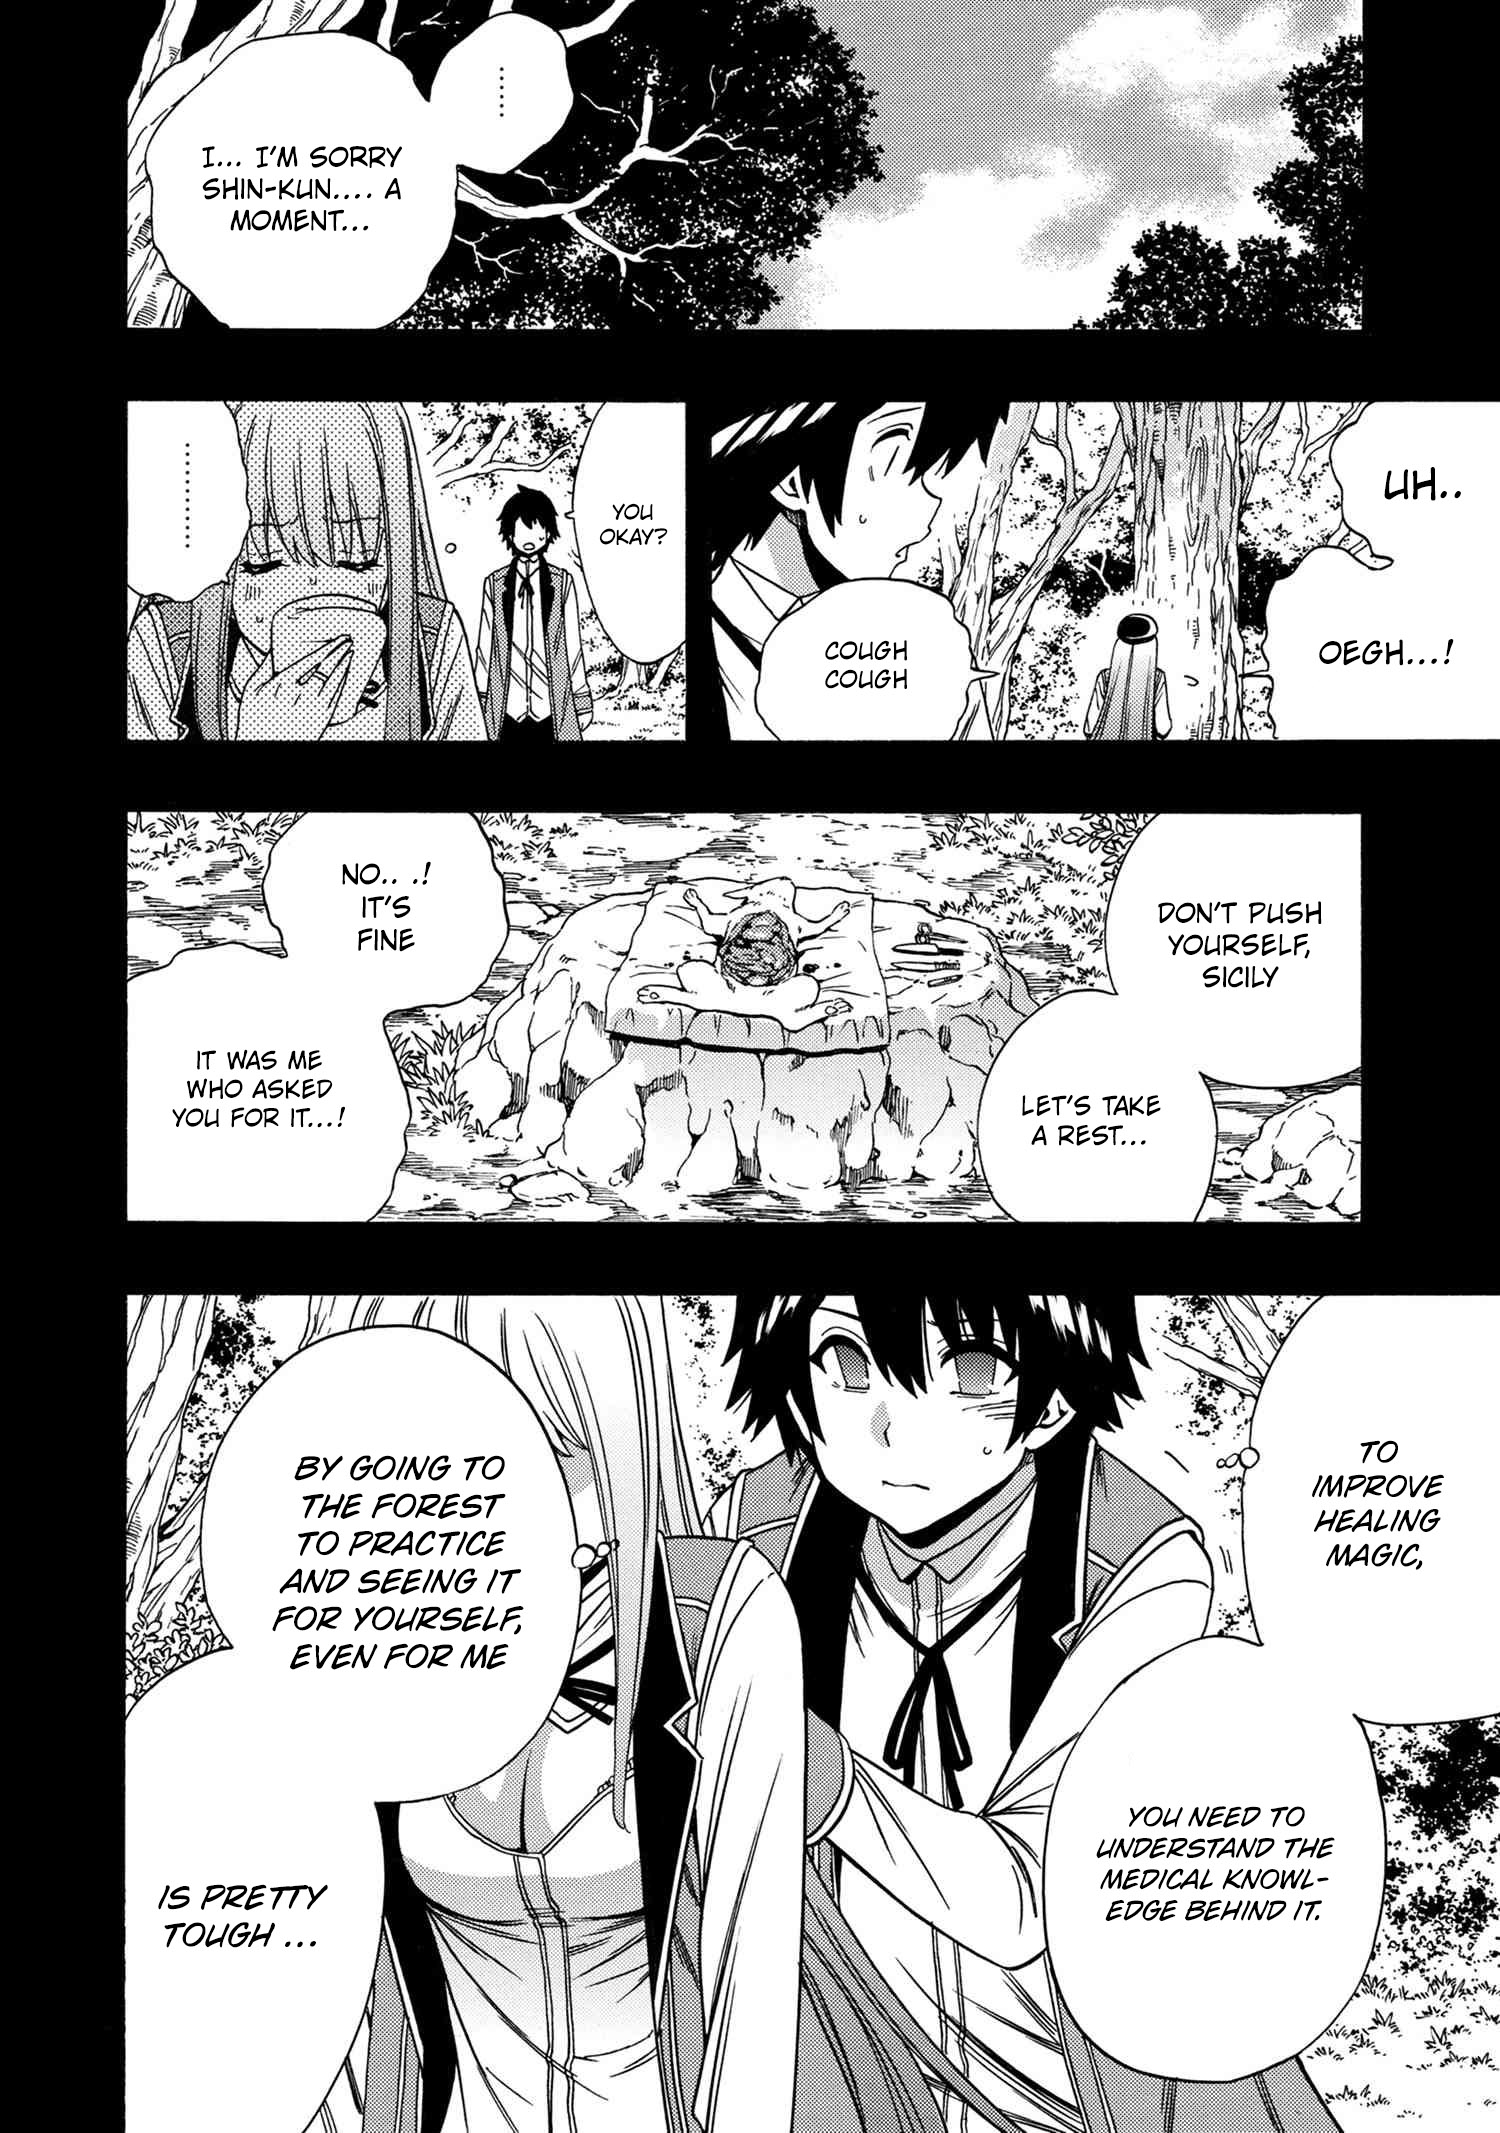 .......
I... I'M SORRY
SHIN-KUN.... A
MOMENT...
UH..
OEGH...!
COUGH
COUGH
YOU
OKAY?
..........
DON'T PUSH
YOURSELF,
SICILY
LET'S TAKE
A REST...
NO.. .!
IT'S
FINE
IT WAS ME
WHO ASKED
YOU FOR IT...!
TO
IMPROVE
HEALING
MAGIC,
YOU NEED TO
UNDERSTAND THE
MEDICAL KNOWL-
EDGE BEHIND IT.
BY GOING TO
THE FOREST
TO PRACTICE
AND SEEING IT
FOR YOURSELF,
EVEN FOR ME
IS PRETTY
TOUGH ...